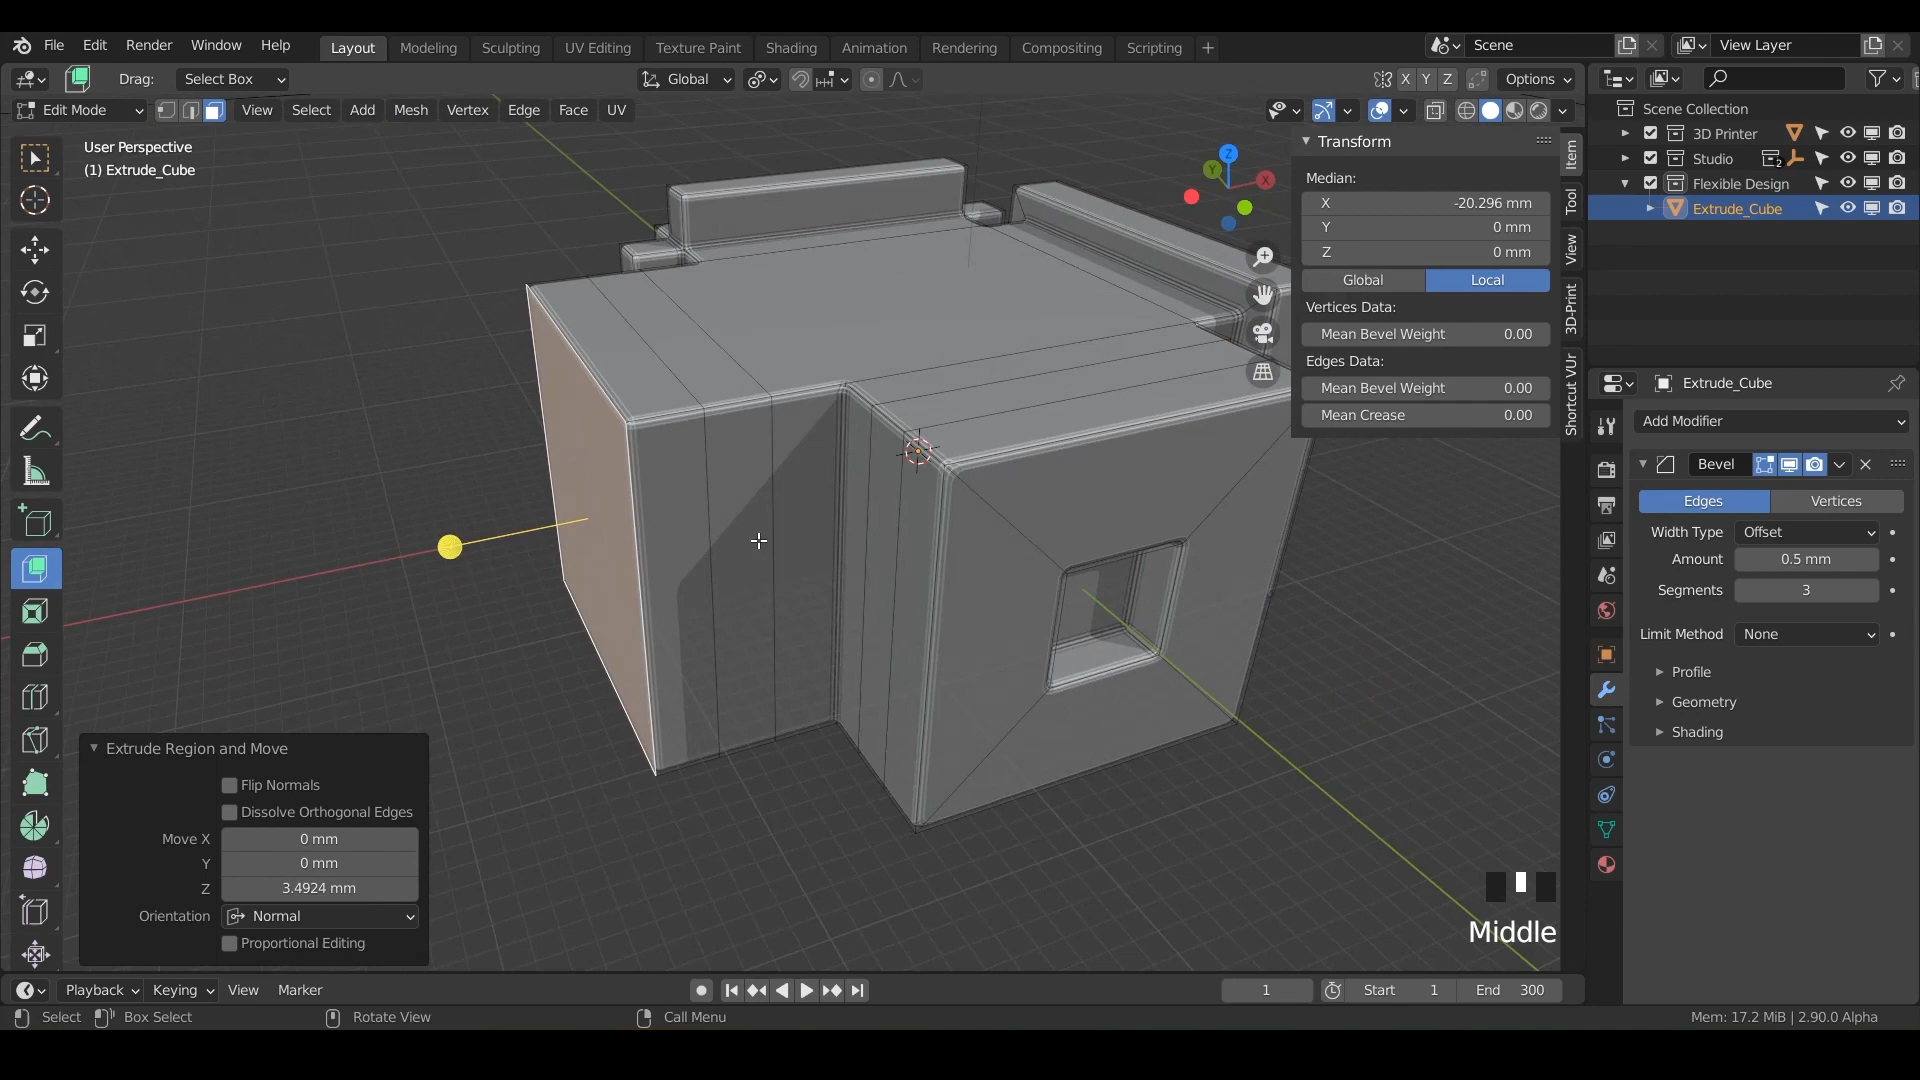 File Edit Render Window Help Layout Modeling Sculpting UV Editing Texture Paint Shading Animation Rendering Compositing Scripting + Scene View Layer
Drag: Select Box Global X Y Z Options
Edit Mode View Select Add Mesh Vertex Edge Face UV
User Perspective
(1) Extrude_Cube
Z
Y
X
Transform
Median:
X -20.296 mm
Y 0 mm
Z 0 mm
Global Local
Vertices Data:
Mean Bevel Weight 0.00
Edges Data:
Mean Bevel Weight 0.00
Mean Crease 0.00
Item
Tool
View
3D-Print
Shortcut VUr
Scene Collection
3D Printer
Studio 2
Flexible Design
Extrude_Cube
Extrude_Cube
Add Modifier
Bevel
Edges Vertices
Width Type Offset
Amount 0.5 mm
Segments 3
Limit Method None
Profile
Geometry
Shading
Extrude Region and Move
Flip Normals
Dissolve Orthogonal Edges
Move X 0 mm
Y 0 mm
Z 3.4924 mm
Orientation Normal
Proportional Editing
Middle
Playback Keying View Marker 1 Start 1 End 300
Select Box Select Rotate View Call Menu Mem: 17.2 MiB | 2.90.0 Alpha